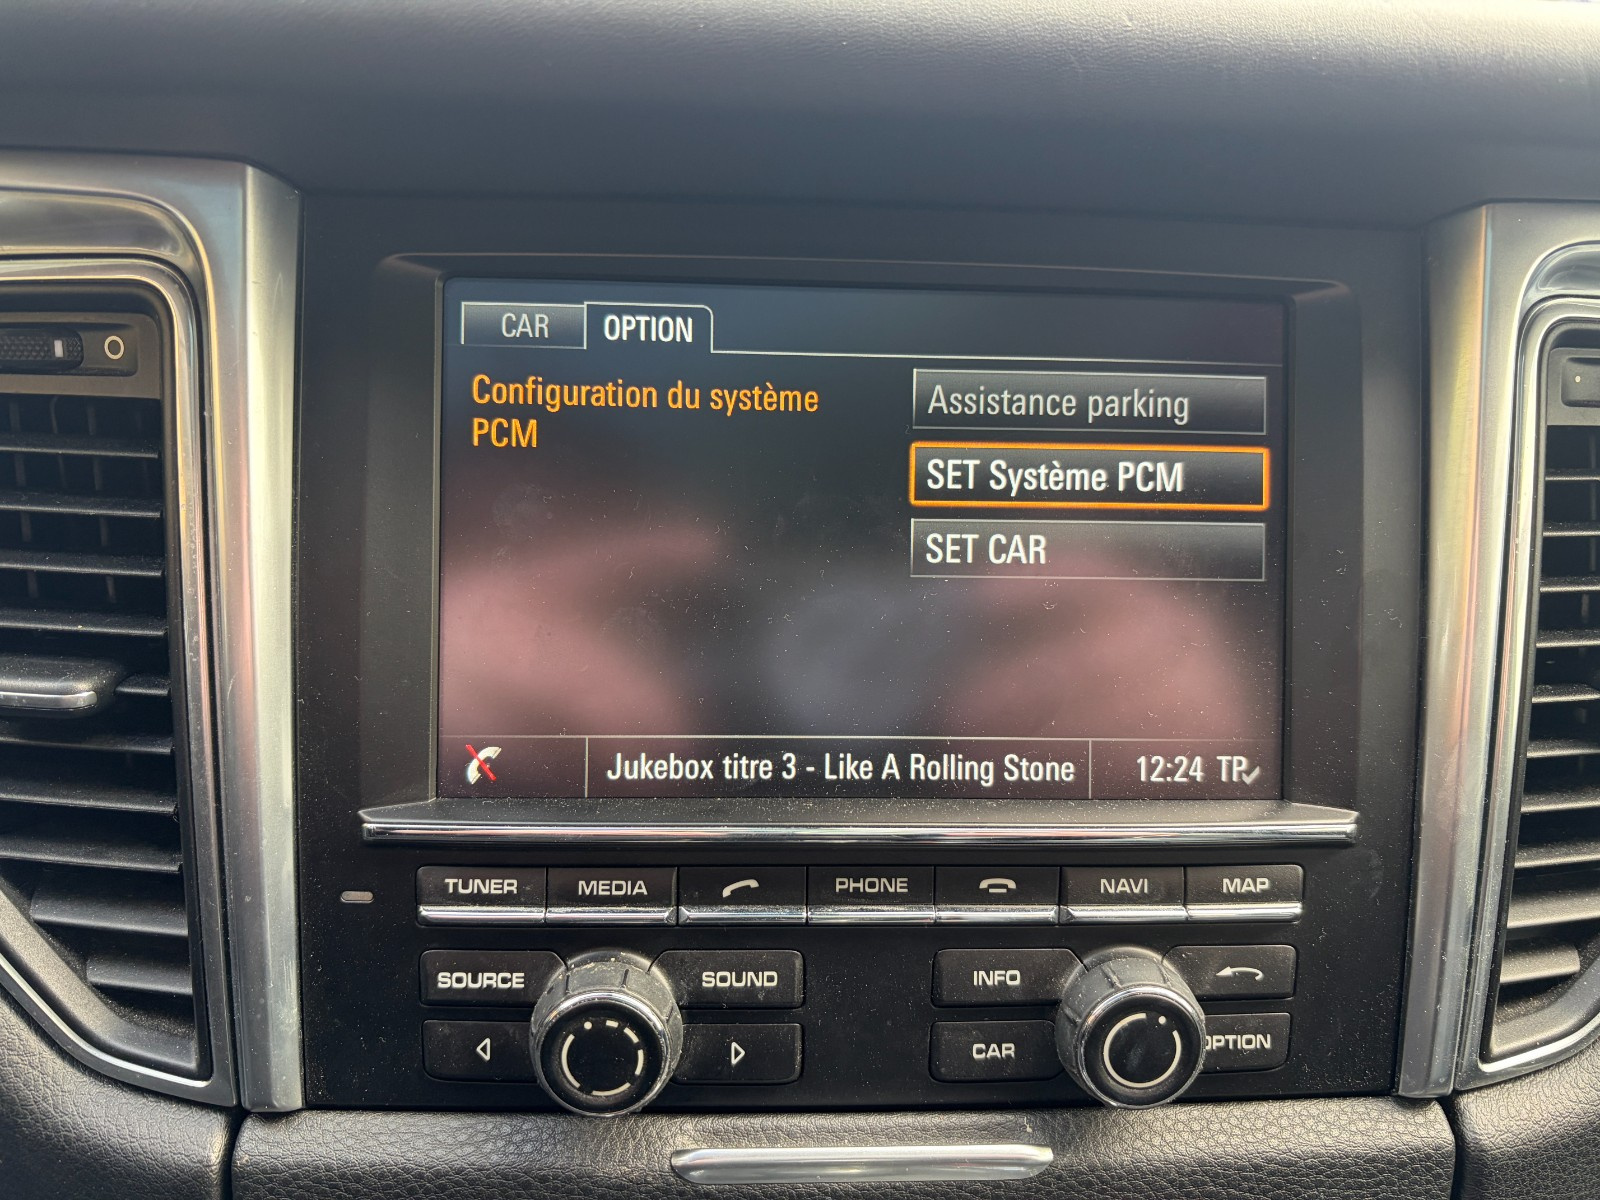 CAR OPTION
Configuration du système
PCM
Assistance parking
SET Système PCM
SET CAR
Jukebox titre 3 - Like A Rolling Stone 12:24 TP
TUNER MEDIA PHONE NAVI MAP
SOURCE SOUND INFO
CAR OPTION